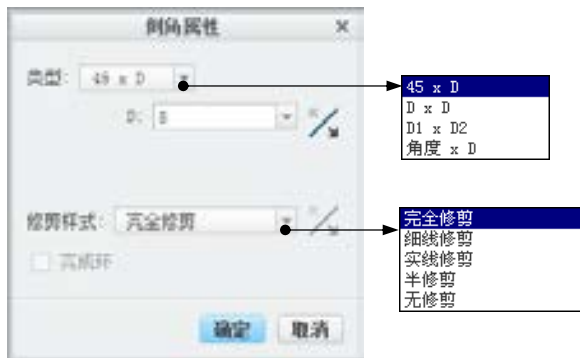 倒角属性
类型: 45 x D
D: 5
修剪样式: 完全修剪
完成环
确定 取消
45 x D
D x D
D1 x D2
角度 x D
完全修剪
细线修剪
实线修剪
半修剪
无修剪